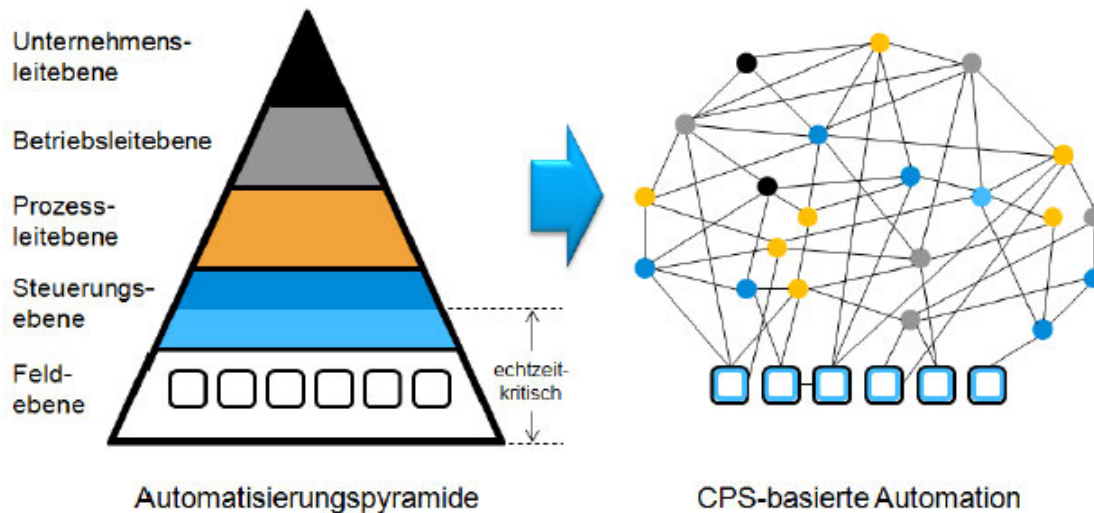 Unternehmens-
leitebene
Betriebsleitebene
Prozess-
leitebene
Steuerungs-
ebene
Feld-
ebene
echtzeit-
kritisch
Automatisierungspyramide
CPS-basierte Automation